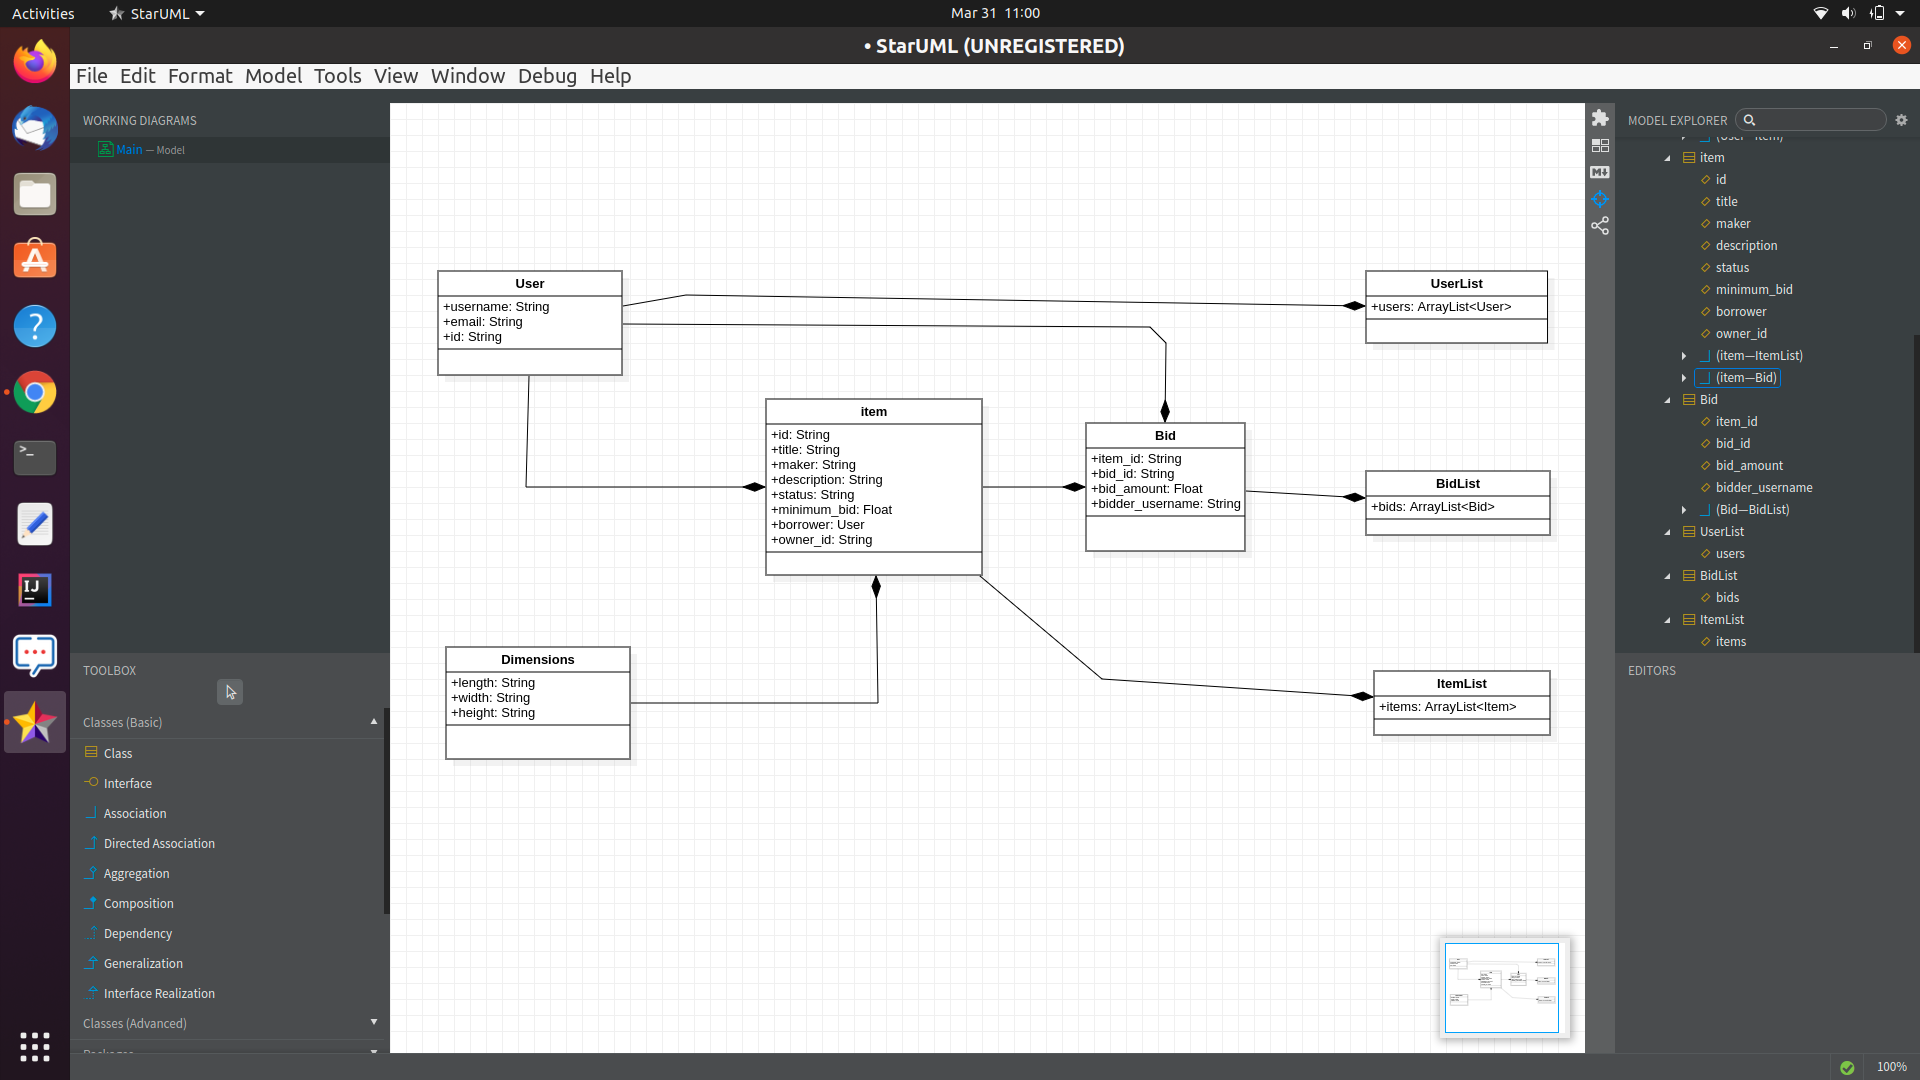 Activities
StarUML
Mar 31 11:00
• StarUML (UNREGISTERED)
File Edit Format Model Tools View Window Debug Help
WORKING DIAGRAMS
Main — Model
TOOLBOX
Classes (Basic)
Class
Interface
Association
Directed Association
Aggregation
Composition
Dependency
Generalization
Interface Realization
Classes (Advanced)
Packages
User
+username: String
+email: String
+id: String
UserList
+users: ArrayList<User>
item
+id: String
+title: String
+maker: String
+description: String
+status: String
+minimum_bid: Float
+borrower: User
+owner_id: String
Bid
+item_id: String
+bid_id: String
+bid_amount: Float
+bidder_username: String
BidList
+bids: ArrayList<Bid>
Dimensions
+length: String
+width: String
+height: String
ItemList
+items: ArrayList<Item>
M
MODEL EXPLORER
(User—Item)
item
id
title
maker
description
status
minimum_bid
borrower
owner_id
(item—ItemList)
(item—Bid)
Bid
item_id
bid_id
bid_amount
bidder_username
(Bid—BidList)
UserList
users
BidList
bids
ItemList
items
EDITORS
100%